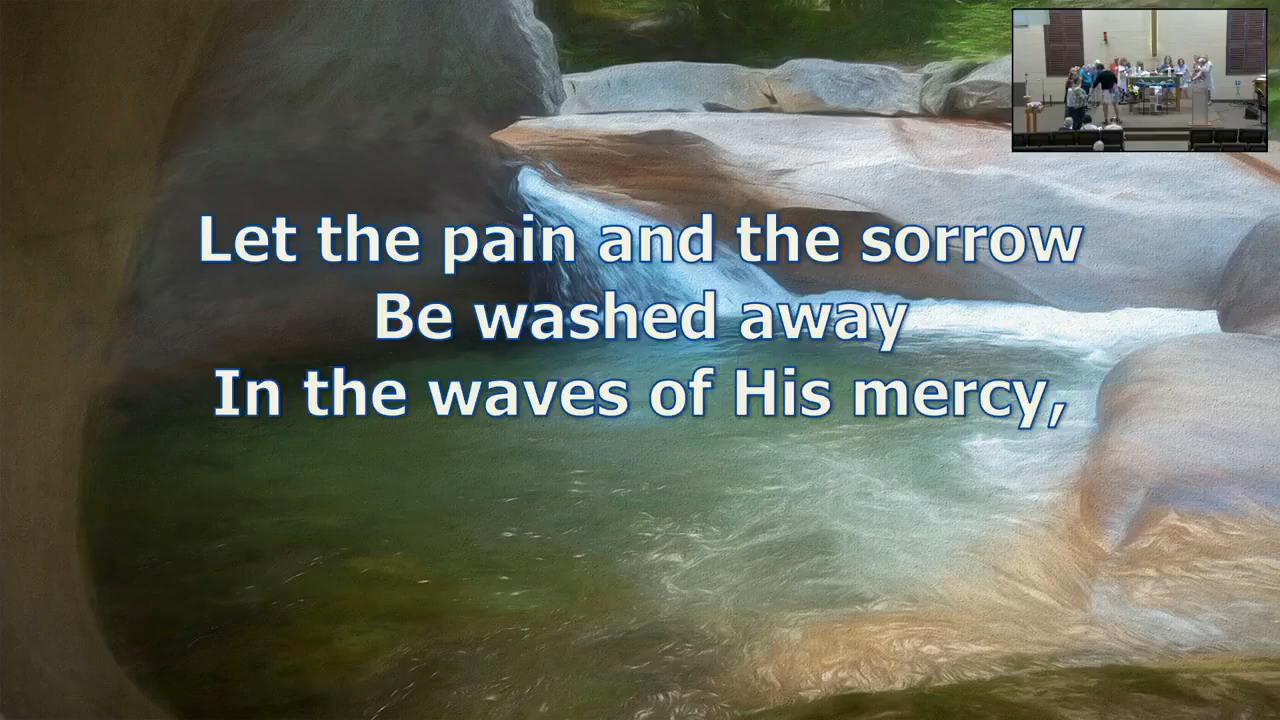 Let the pain and the sorrow
Be washed away
In the waves of His mercy,